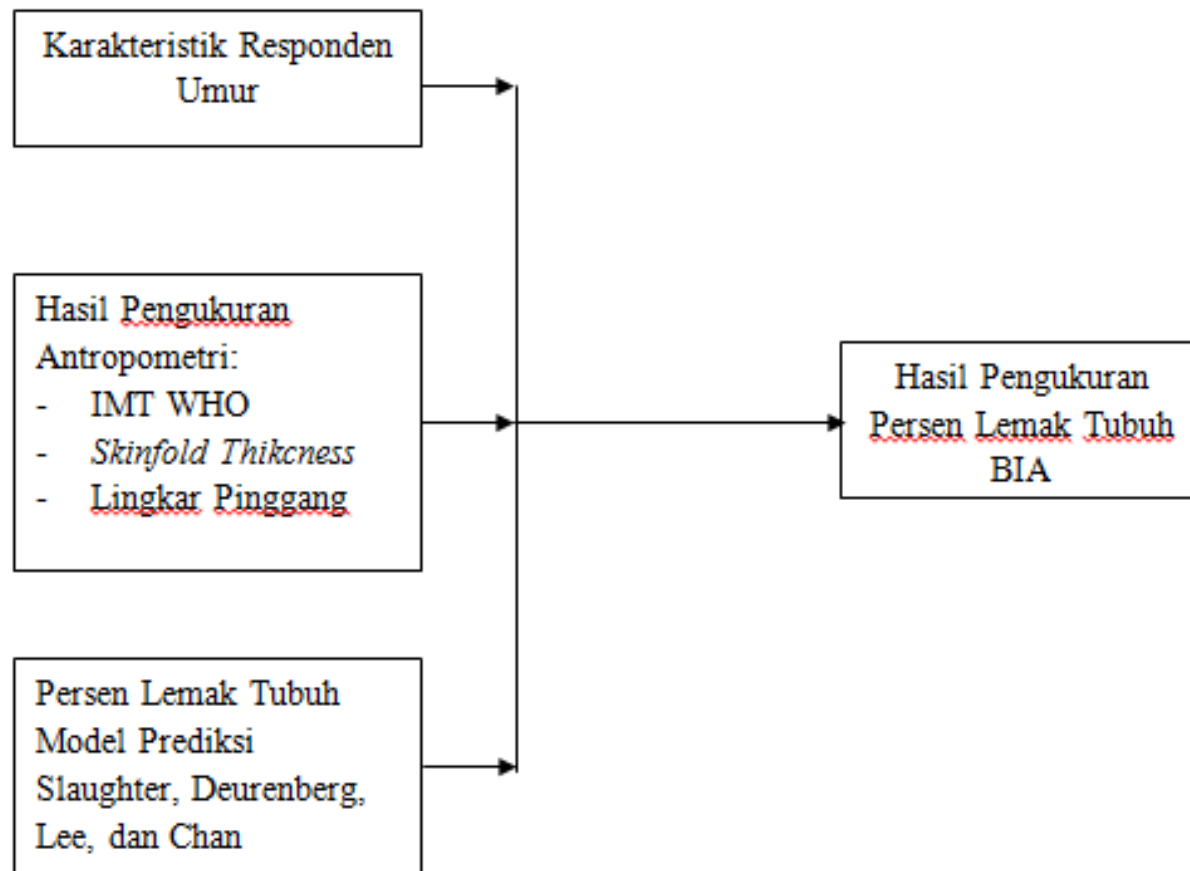 Karakteristik Responden
Umur
Hasil Pengukuran
Antropometri:
- IMT WHO
- Skinfold Thikcness
- Lingkar Pinggang
Hasil Pengukuran
Persen Lemak Tubuh
BIA
Persen Lemak Tubuh
Model Prediksi
Slaughter, Deurenberg,
Lee, dan Chan